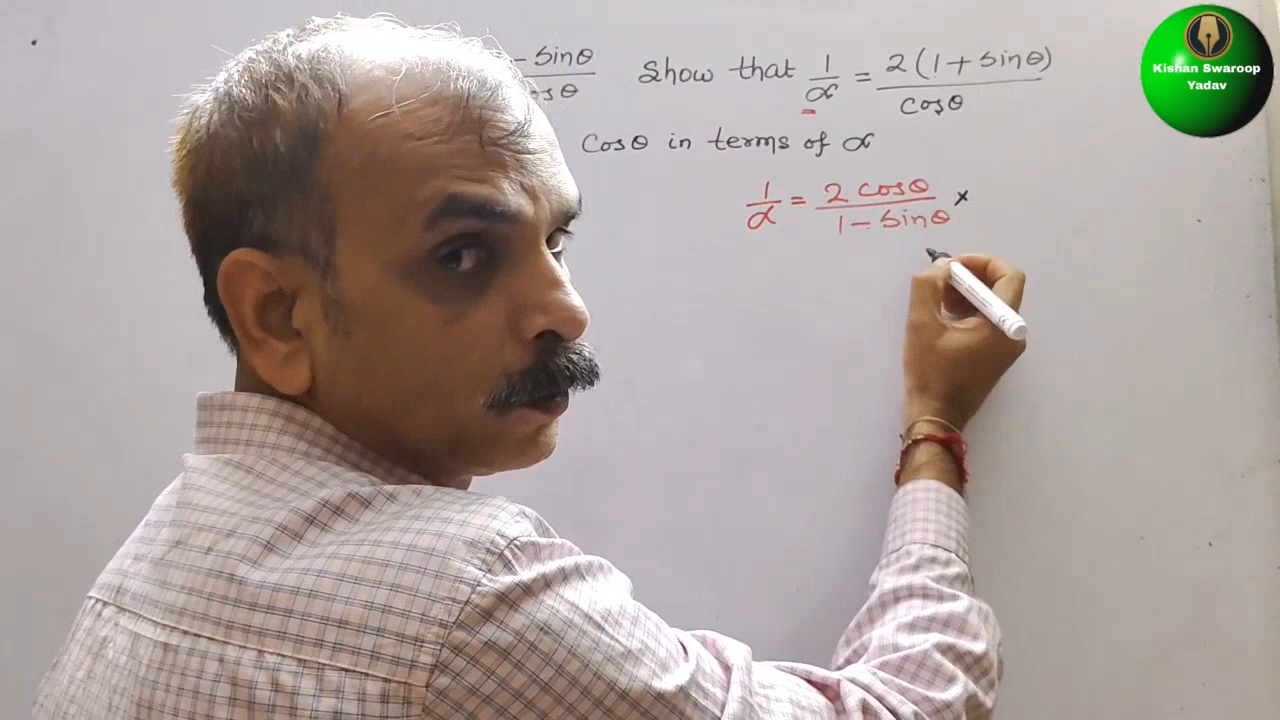 - sinθ / cosθ Show that 1/α = 2(1 + sinθ) / cosθ
cosθ in terms of α
1/α = 2 cosθ / 1 - sinθ ×
Kishan Swaroop
Yadav